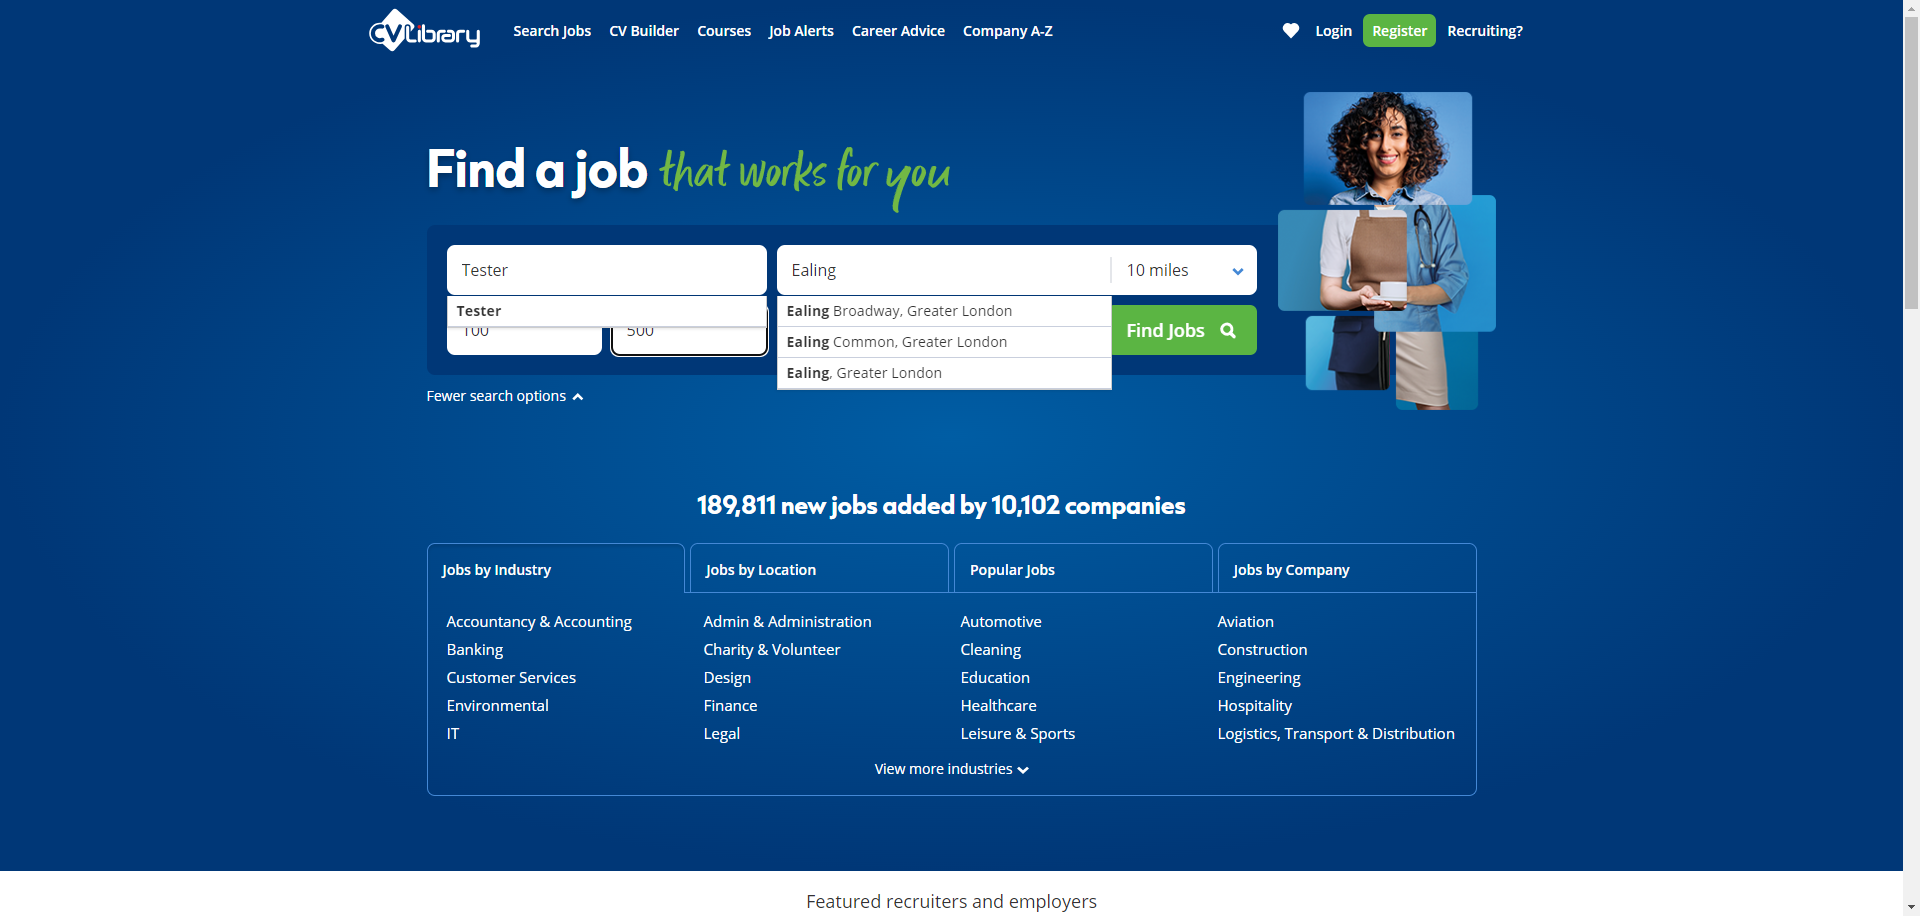 CVLibrary Search Jobs CV Builder Courses Job Alerts Career Advice Company A-Z Login Register Recruiting?
Find a job that works for you
Tester Ealing 10 miles
Tester Ealing Broadway, Greater London
100 500 Find Jobs
Ealing Common, Greater London
Ealing, Greater London
Fewer search options
189,811 new jobs added by 10,102 companies
Jobs by Industry Jobs by Location Popular Jobs Jobs by Company
Accountancy & Accounting Admin & Administration Automotive Aviation
Banking Charity & Volunteer Cleaning Construction
Customer Services Design Education Engineering
Environmental Finance Healthcare Hospitality
IT Legal Leisure & Sports Logistics, Transport & Distribution
View more industries
Featured recruiters and employers